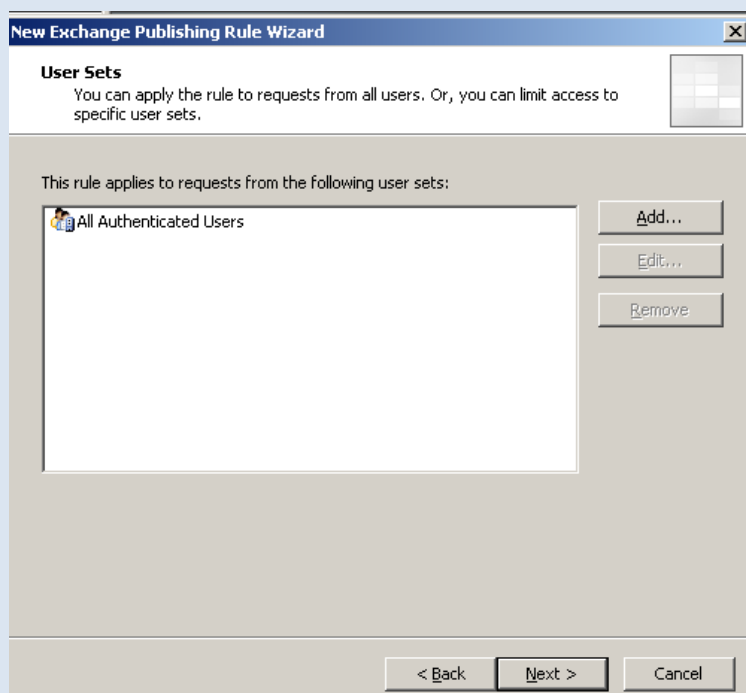 New Exchange Publishing Rule Wizard
User Sets
You can apply the rule to requests from all users. Or, you can limit access to
specific user sets.
This rule applies to requests from the following user sets:
All Authenticated Users
Add...
Edit...
Remove
< Back
Next >
Cancel